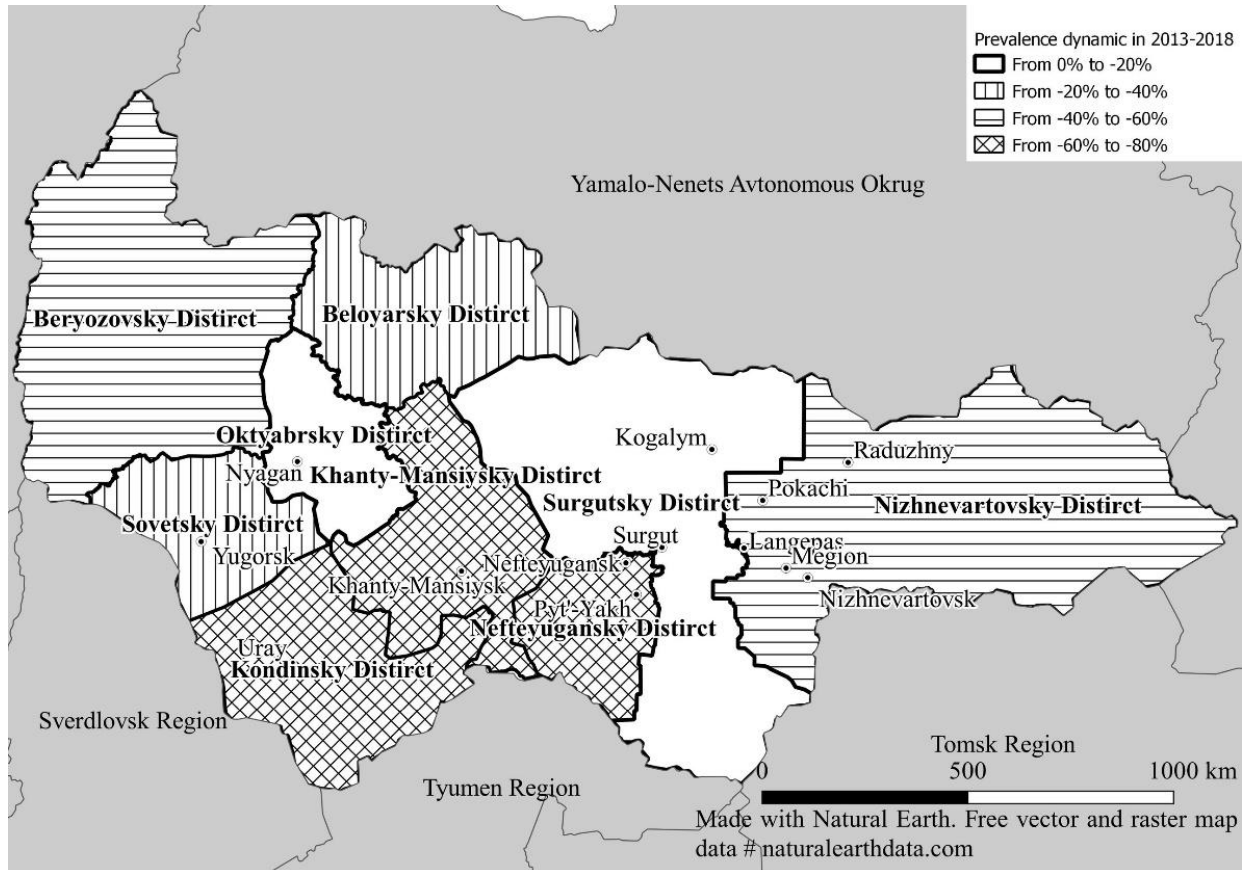 Prevalence dynamic in 2013-2018
From 0% to -20%
From -20% to -40%
From -40% to -60%
From -60% to -80%
Yamalo-Nenets Avtonomous Okrug
Beryozovsky Distirct
Beloyarsky Distirct
Oktyabrsky Distirct
Kogalym
Raduzhny
Nyagan
Khanty-Mansiysky Distirct
Pokachi
Surgutsky Distirct
Nizhnevartovsky Distirct
Sovetsky Distirct
Surgut
Langepas
Yugorsk
Nefteyugansk
Megion
Khanty-Mansiysk
Nizhnevartovsk
Pyt'-Yakh
Nefteyugansky Distirct
Uray
Kondinsky Distirct
Sverdlovsk Region
Tomsk Region
Tyumen Region
0 500 1000 km
Made with Natural Earth. Free vector and raster map
data # naturalearthdata.com